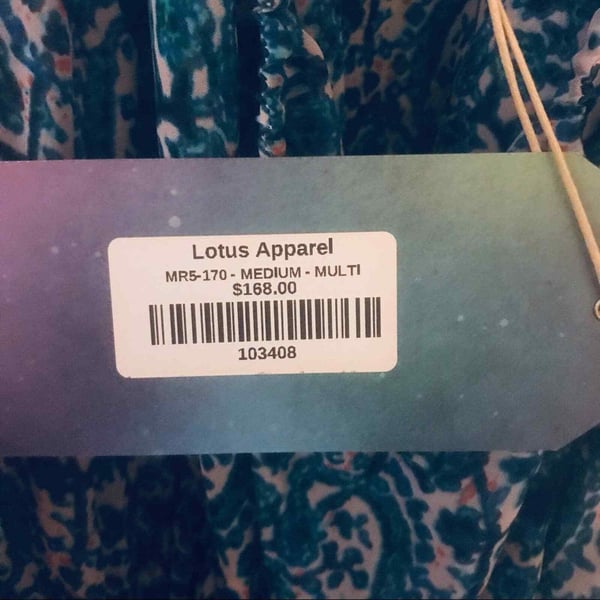 Lotus Apparel
MR5-170 - MEDIUM - MULTI
$168.00
103408